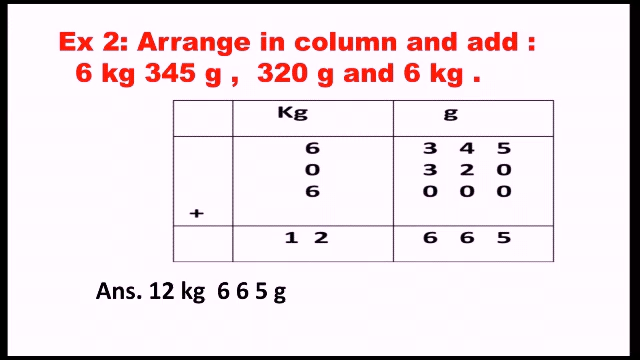 Ex 2: Arrange in column and add :
6 kg 345 g , 320 g and 6 kg .
Kg g
6 3 4 5
0 3 2 0
6 0 0 0
+
1 2 6 6 5
Ans. 12 kg 6 6 5 g